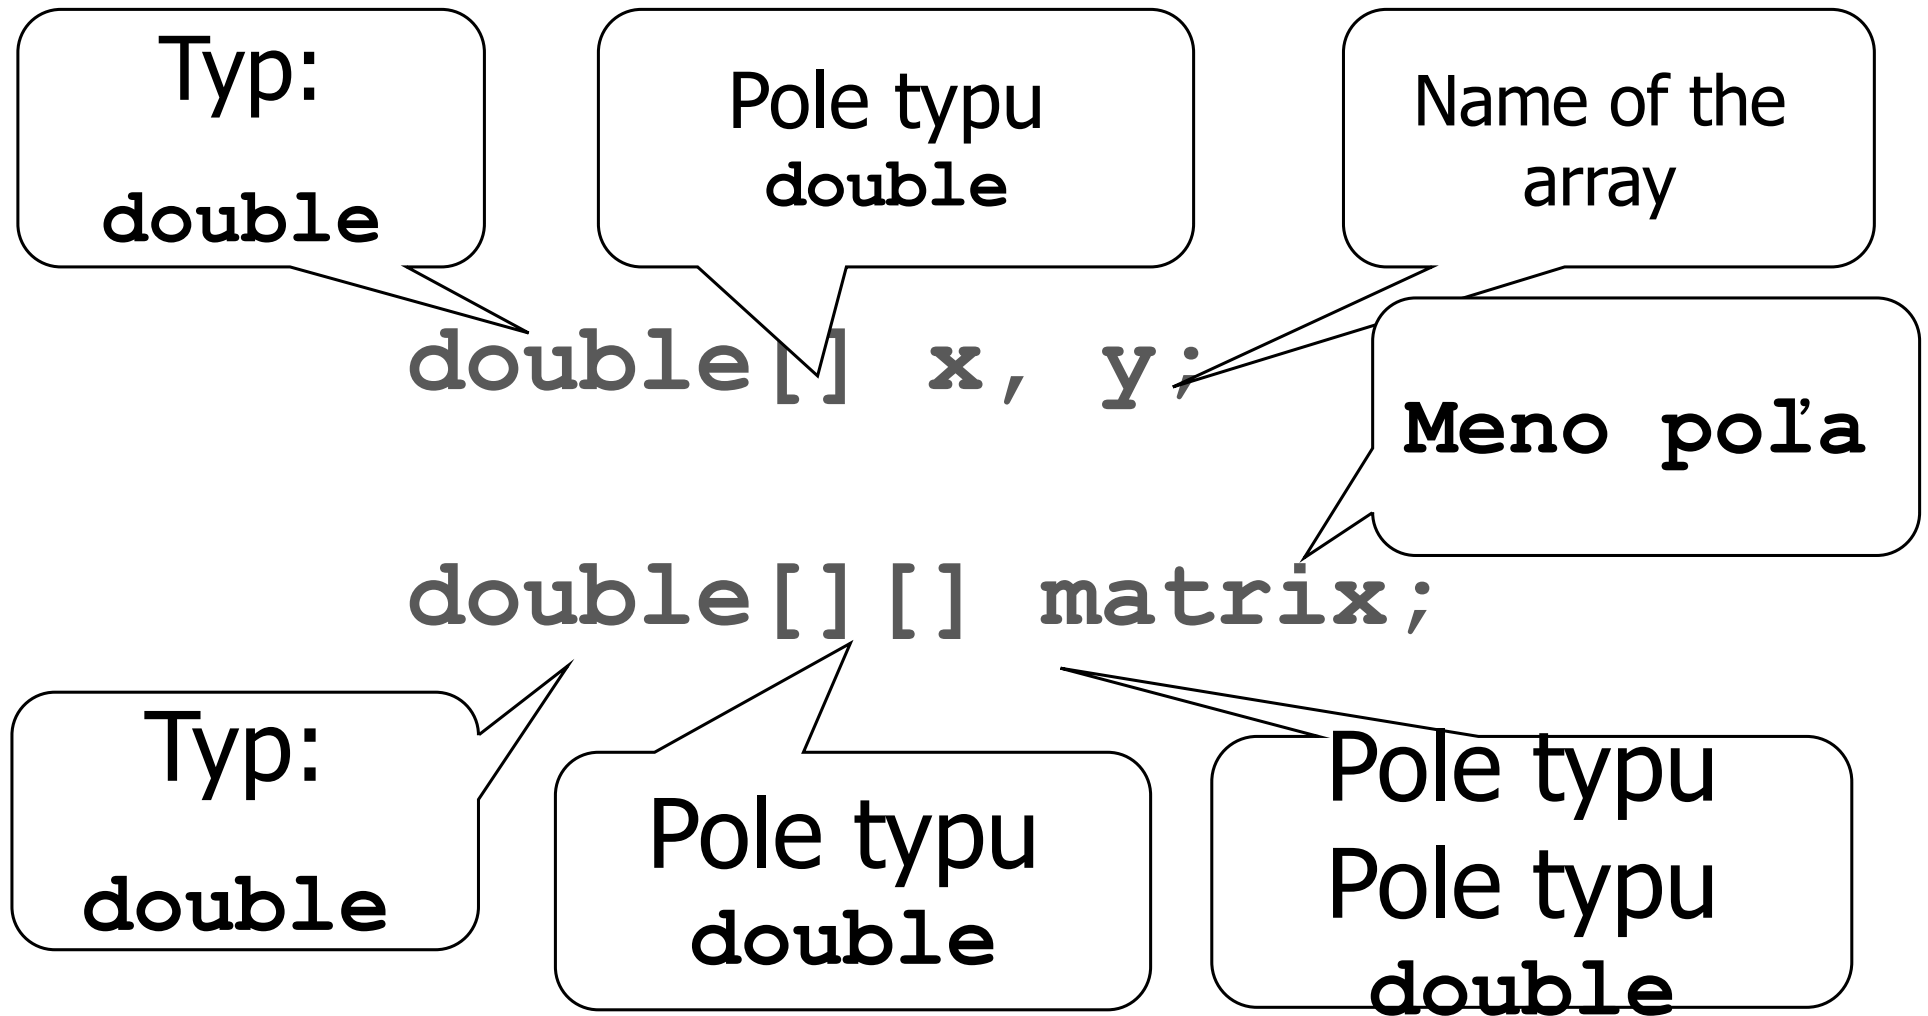 Typ:
double
Pole typu
double
Name of the
array
double[] x, y;
Meno poľa
double[][] matrix;
Typ:
double
Pole typu
double
Pole typu
Pole typu
double